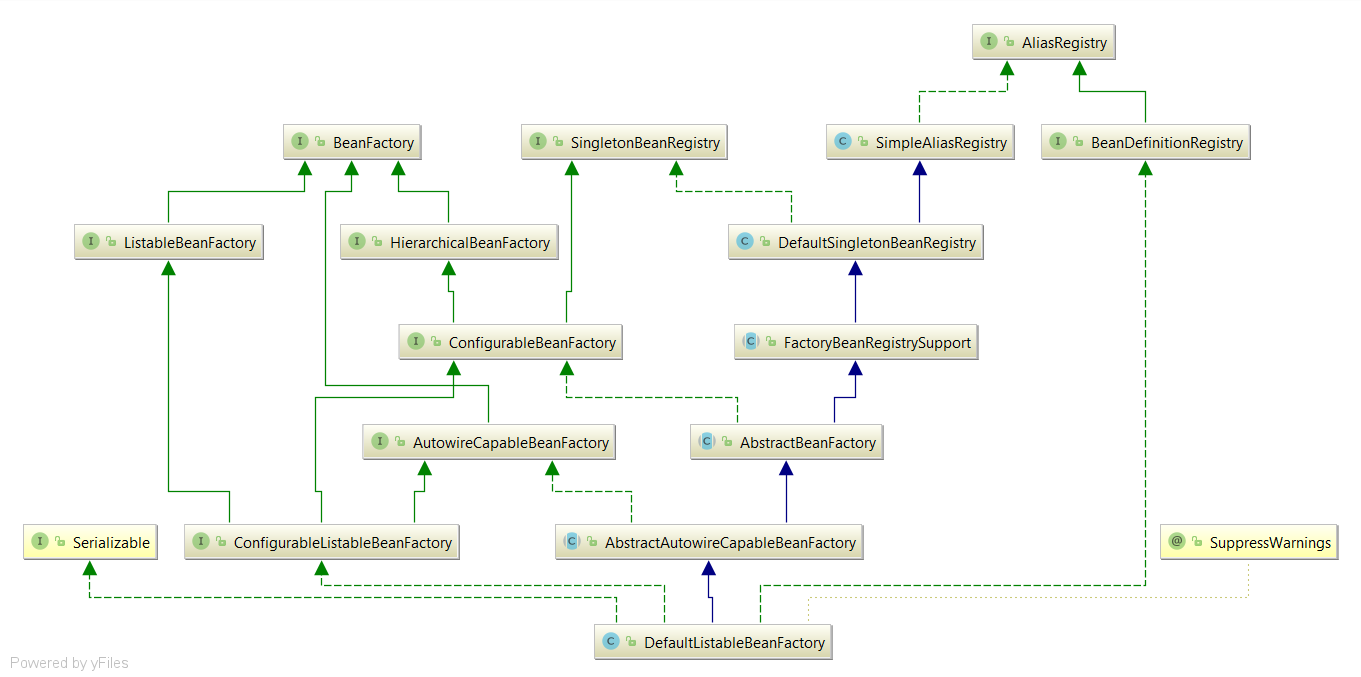 I AliasRegistry
I BeanFactory
I SingletonBeanRegistry
C SimpleAliasRegistry
I BeanDefinitionRegistry
I ListableBeanFactory
I HierarchicalBeanFactory
C DefaultSingletonBeanRegistry
I ConfigurableBeanFactory
C FactoryBeanRegistrySupport
I AutowireCapableBeanFactory
C AbstractBeanFactory
I Serializable
I ConfigurableListableBeanFactory
C AbstractAutowireCapableBeanFactory
@ SuppressWarnings
C DefaultListableBeanFactory
Powered by yFiles